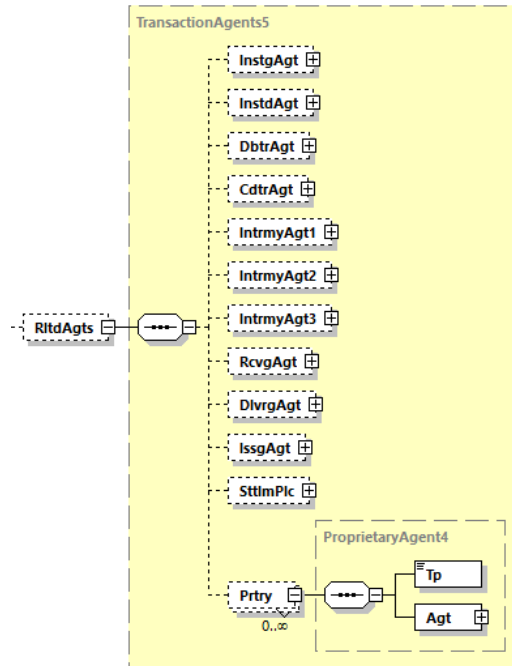 TransactionAgents5
InstgAgt
InstdAgt
DbtrAgt
CdtrAgt
IntrmyAgt1
IntrmyAgt2
IntrmyAgt3
RltdAgts
RcvgAgt
DlvrgAgt
IssgAgt
SttlmPlc
ProprietaryAgent4
Tp
Prtry
0..∞
Agt